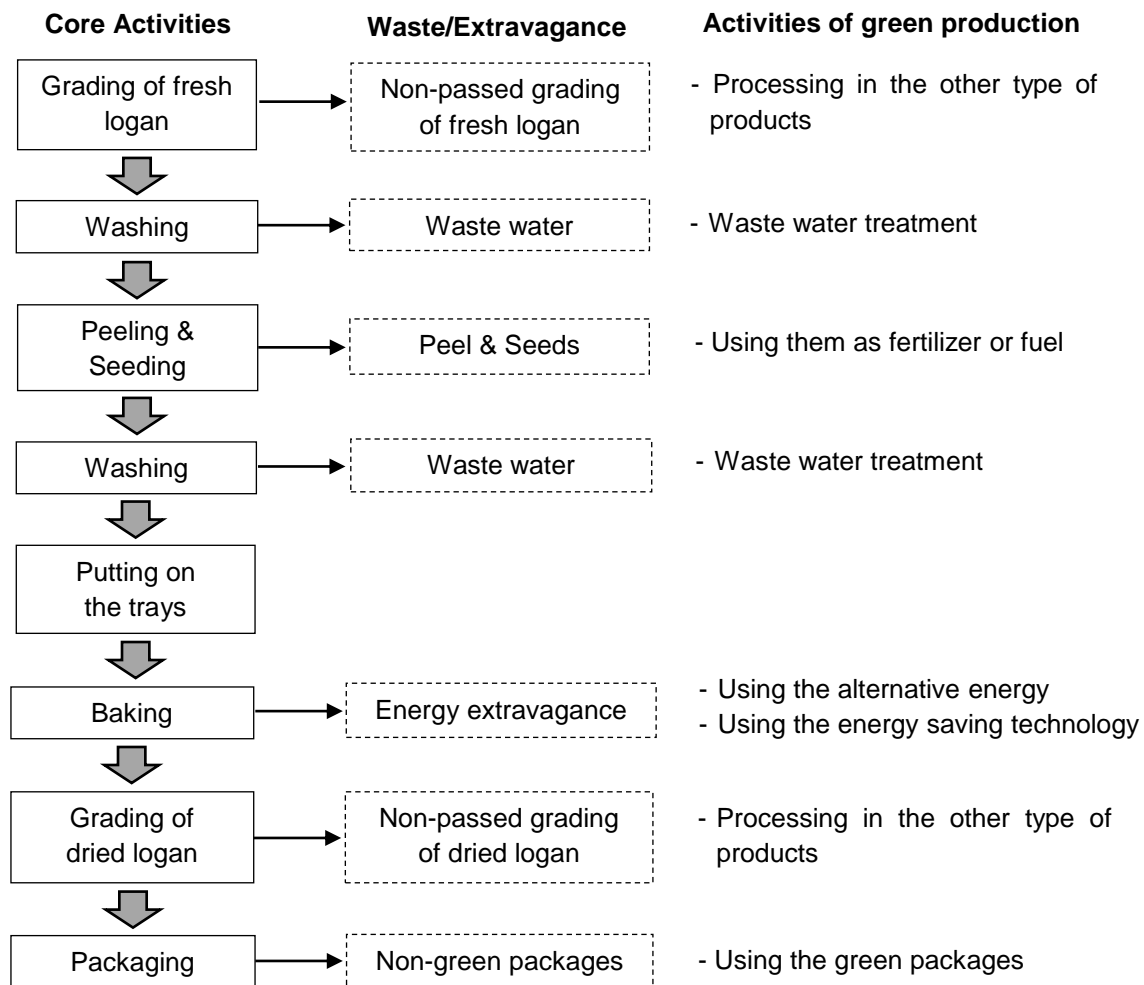 Core Activities
Waste/Extravagance
Activities of green production
Grading of fresh
logan
Non-passed grading
of fresh logan
- Processing in the other type of
products
Washing
Waste water
- Waste water treatment
Peeling &
Seeding
Peel & Seeds
- Using them as fertilizer or fuel
Washing
Waste water
- Waste water treatment
Putting on
the trays
Baking
Energy extravagance
- Using the alternative energy
- Using the energy saving technology
Grading of
dried logan
Non-passed grading
of dried logan
- Processing in the other type of
products
Packaging
Non-green packages
- Using the green packages